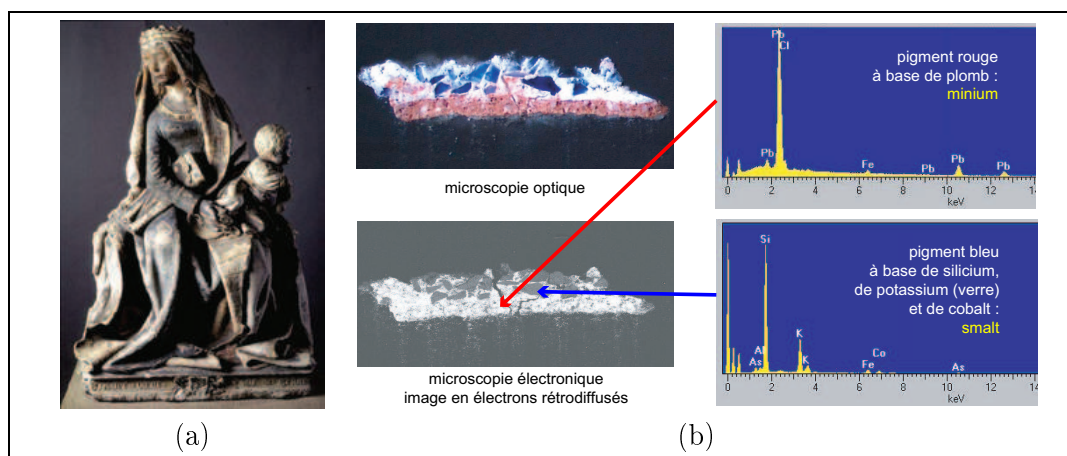 microscopie optique
microscopie électronique
image en électrons rétrodiffusés
Pb
Cl
pigment rouge
à base de plomb :
minium
Pb
Fe
Pb
Pb
Pb
0 2 4 6 8 10 12 14
keV
Si
pigment bleu
à base de silicium,
de potassium (verre)
et de cobalt :
smalt
K
Al
As
K
Fe
Co
As
0 2 4 6 8 10 12 14
keV
(a)
(b)